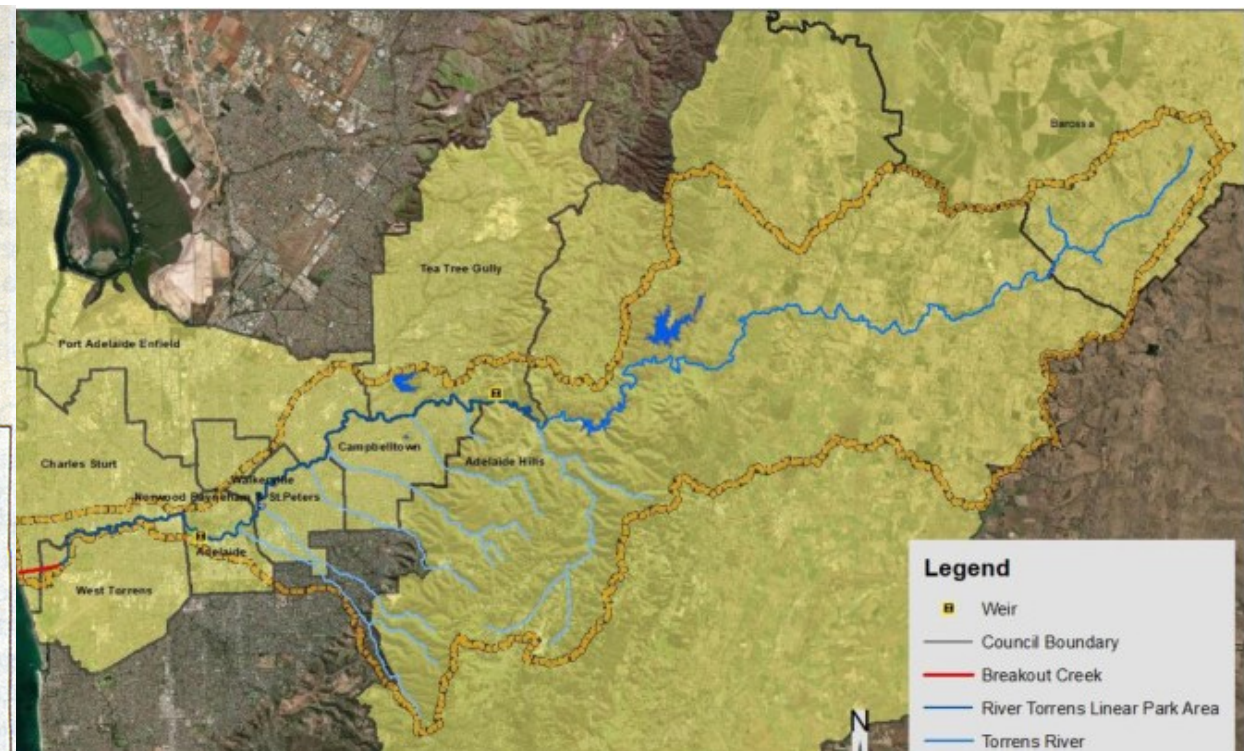 Barossa
Tea Tree Gully
Port Adelaide Enfield
Campbelltown
Charles Sturt
Adelaide Hills
Walkerville
Norwood Payneham & St.Peters
Adelaide
West Torrens
Legend
Weir
Council Boundary
Breakout Creek
River Torrens Linear Park Area
Torrens River
N